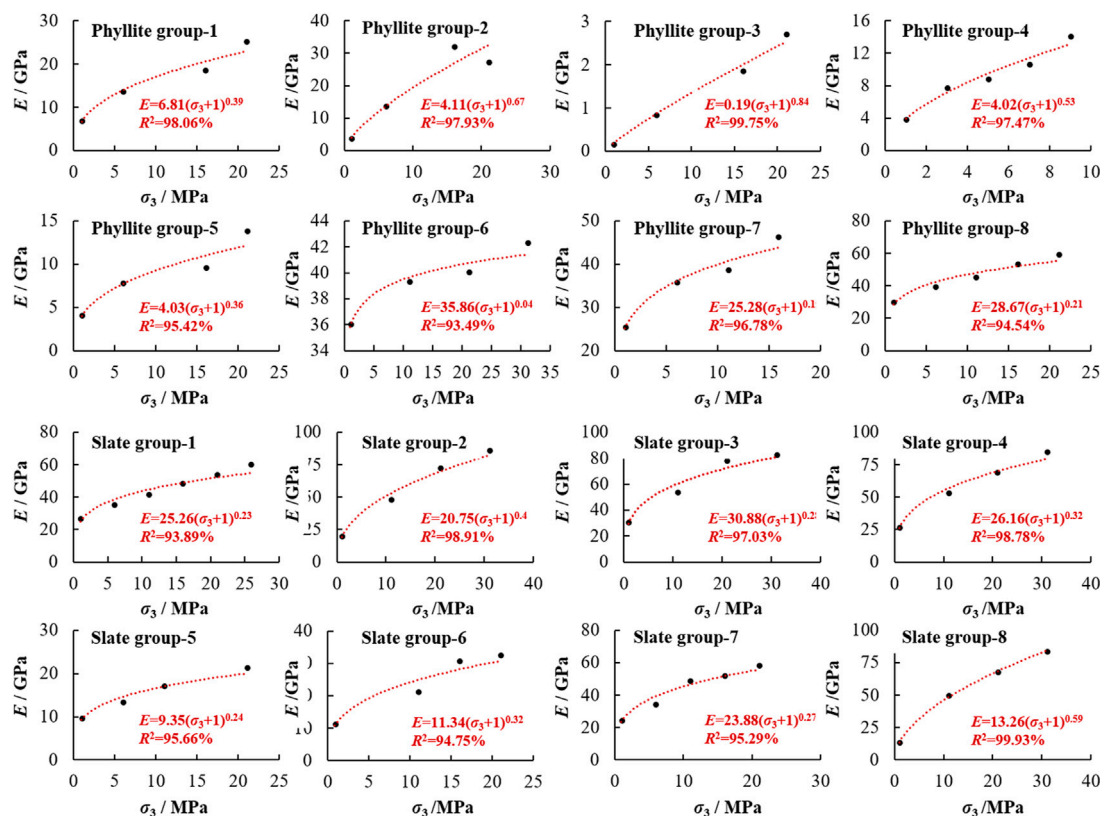 Phyllite group-1
E / GPa
40
30
20
10
0
E=6.81(σ₃+1)^0.39
R²=98.06%
0 5 10 15 20 25
σ₃ / MPa
Phyllite group-2
E /GPa
40
30
20
10
0
E=4.11(σ₃+1)^0.67
R²=97.93%
0 10 20 30
σ₃ /MPa
Phyllite group-3
E / GPa
3
2
1
0
E=0.19(σ₃+1)^0.84
R²=99.75%
0 5 10 15 20 25
σ₃ / MPa
Phyllite group-4
E /GPa
16
12
8
4
0
E=4.02(σ₃+1)^0.53
R²=97.47%
0 2 4 6 8 10
σ₃ / MPa
Phyllite group-5
E / GPa
15
10
5
0
E=4.03(σ₃+1)^0.36
R²=95.42%
0 5 10 15 20 25
σ₃ / MPa
Phyllite group-6
E /GPa
44
42
40
38
36
34
E=35.86(σ₃+1)^0.04
R²=93.49%
0 5 10 15 20 25 30 35
σ₃ /MPa
Phyllite group-7
E / GPa
50
40
30
20
E=25.28(σ₃+1)^0.1
R²=96.78%
0 5 10 15 20
σ₃ /MPa
Phyllite group-8
E /GPa
80
60
40
20
0
E=28.67(σ₃+1)^0.21
R²=94.54%
0 5 10 15 20 25
σ₃ / MPa
Slate group-1
E / GPa
80
60
40
20
0
E=25.26(σ₃+1)^0.23
R²=93.89%
0 5 10 15 20 25 30
σ₃ / MPa
Slate group-2
E /GPa
100
75
50
0
E=20.75(σ₃+1)^0.4
R²=98.91%
0 10 20 30 40
σ₃ /MPa
Slate group-3
E / GPa
100
80
60
40
20
0
E=30.88(σ₃+1)
R²=97.03%
0 10 20 30 40
σ₃ / MPa
Slate group-4
E /GPa
100
75
50
25
0
E=26.16(σ₃+1)^0.32
R²=98.78%
0 10 20 30 40
σ₃ / MPa
Slate group-5
E / GPa
30
20
10
0
E=9.35(σ₃+1)^0.24
R²=95.66%
0 5 10 15 20 25
σ₃ / MPa
Slate group-6
E /GPa
0
0
0
10
0
E=11.34(σ₃+1)^0.32
R²=94.75%
0 5 10 15 20 25
σ₃ /MPa
Slate group-7
E / GPa
80
60
40
20
0
E=23.88(σ₃+1)^0.27
R²=95.29%
0 10 20 30
σ₃ / MPa
Slate group-8
E /GPa
100
75
50
25
0
E=13.26(σ₃+1)^0.59
R²=99.93%
0 10 20 30 40
σ₃ / MPa